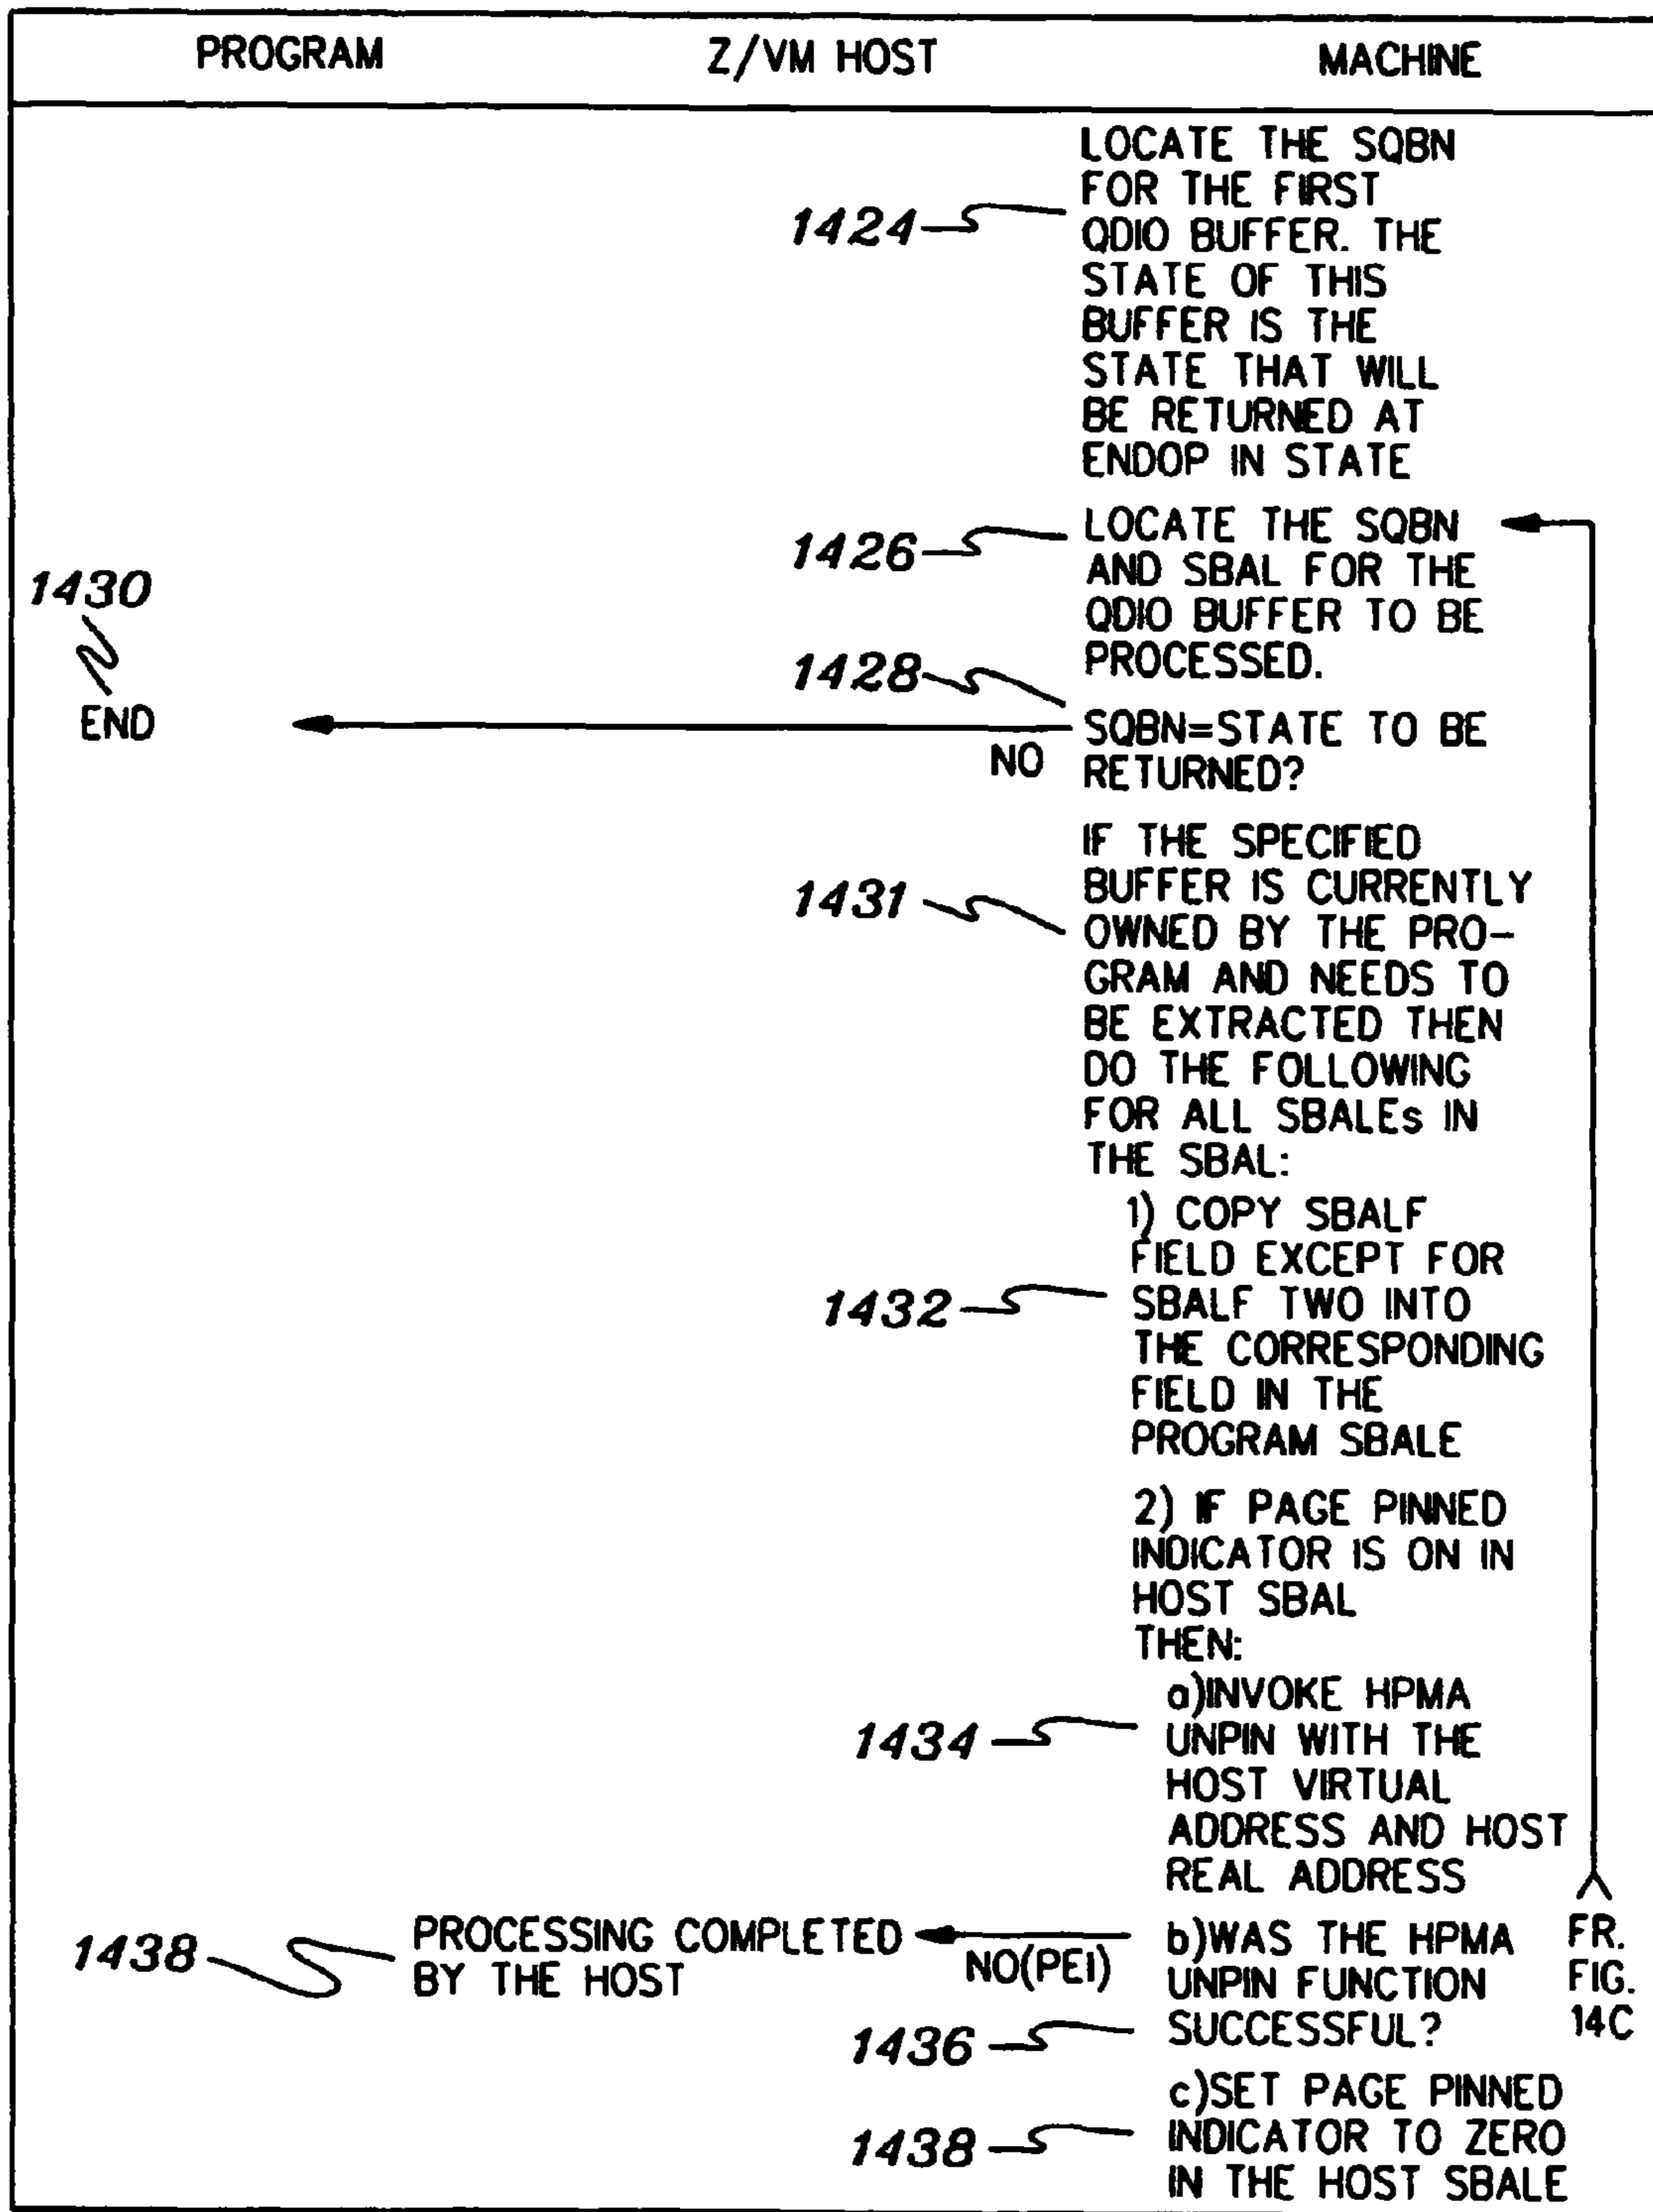 PROGRAM Z/VM HOST MACHINE
1424
LOCATE THE SQBN
FOR THE FIRST
QDIO BUFFER. THE
STATE OF THIS
BUFFER IS THE
STATE THAT WILL
BE RETURNED AT
ENDOP IN STATE
1426
LOCATE THE SQBN
AND SBAL FOR THE
QDIO BUFFER TO BE
PROCESSED.
1430
END
1428
NO
SQBN=STATE TO BE
RETURNED?
1431
IF THE SPECIFIED
BUFFER IS CURRENTLY
OWNED BY THE PRO-
GRAM AND NEEDS TO
BE EXTRACTED THEN
DO THE FOLLOWING
FOR ALL SBALEs IN
THE SBAL:
1432
1) COPY SBALF
FIELD EXCEPT FOR
SBALF TWO INTO
THE CORRESPONDING
FIELD IN THE
PROGRAM SBALE
2) IF PAGE PINNED
INDICATOR IS ON IN
HOST SBAL
THEN:
1434
a)INVOKE HPMA
UNPIN WITH THE
HOST VIRTUAL
ADDRESS AND HOST
REAL ADDRESS
1438
PROCESSING COMPLETED
BY THE HOST
NO(PEI)
1436
b)WAS THE HPMA
UNPIN FUNCTION
SUCCESSFUL?
FR.
FIG.
14C
1438
c)SET PAGE PINNED
INDICATOR TO ZERO
IN THE HOST SBALE